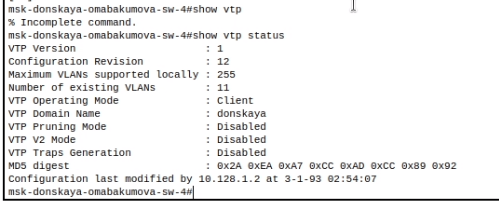 msk-donskaya-omabakumova-sw-4#show vtp
% Incomplete command.
msk-donskaya-omabakumova-sw-4#show vtp status
VTP Version                     : 1
Configuration Revision          : 12
Maximum VLANs supported locally : 255
Number of existing VLANs        : 11
VTP Operating Mode              : Client
VTP Domain Name                 : donskaya
VTP Pruning Mode                : Disabled
VTP V2 Mode                     : Disabled
VTP Traps Generation            : Disabled
MD5 digest                      : 0x2A 0xEA 0xA7 0xCC 0xAD 0xCC 0x89 0x92
Configuration last modified by 10.128.1.2 at 3-1-93 02:54:07
msk-donskaya-omabakumova-sw-4#